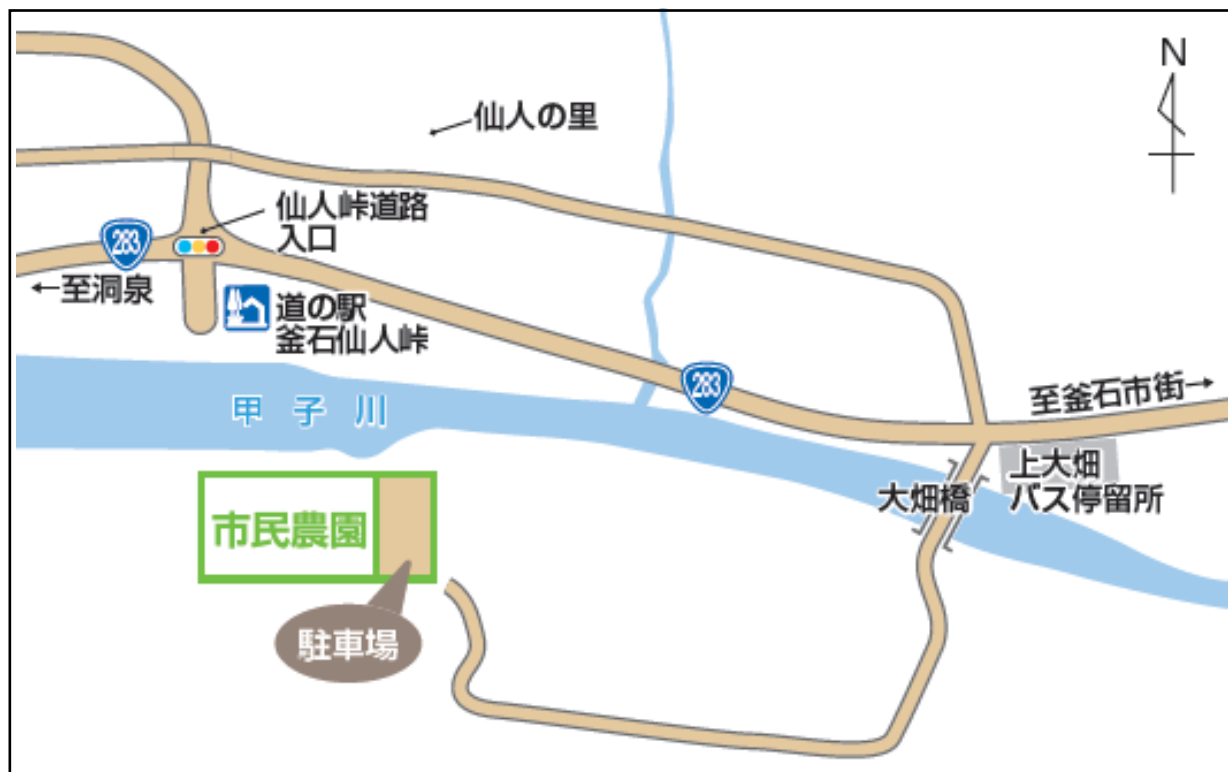 N
仙人の里
仙人峠道路
入口
283
←至洞泉
道の駅
釜石仙人峠
283
至釜石市街→
甲子川
上大畑
バス停留所
大畑橋
市民農園
駐車場